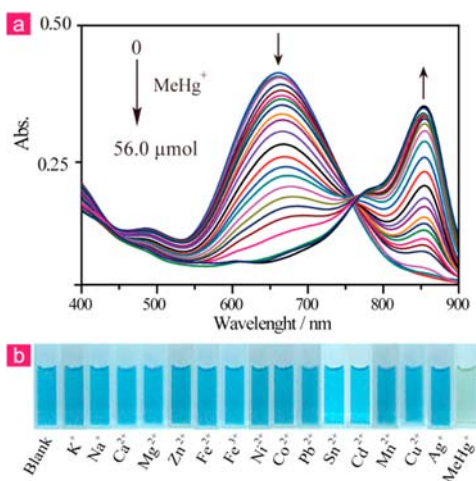 a
0.50
0
MeHg⁺
56.0 μmol
0.25
Abs.
400 500 600 700 800 900
Wavelenght / nm
b
Blank K⁺ Na⁺ Ca²⁺ Mg²⁺ Zn²⁺ Fe²⁺ Fe³⁺ Ni²⁺ Co²⁺ Pb²⁺ Sn²⁺ Cd²⁺ Mn²⁺ Cu²⁺ Ag⁺ MeHg⁺